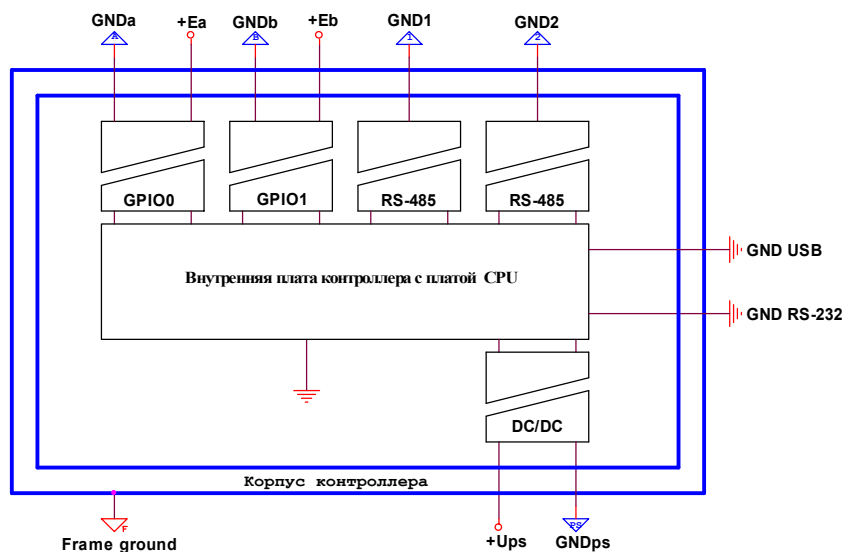 GNDa +Ea GNDb +Eb GND1 GND2
A B 1 2
GPIO0 GPIO1 RS-485 RS-485
Внутренняя плата контроллера с платой CPU
GND USB
GND RS-232
DC/DC
Корпус контроллера
F PS
Frame ground +Ups GNDps